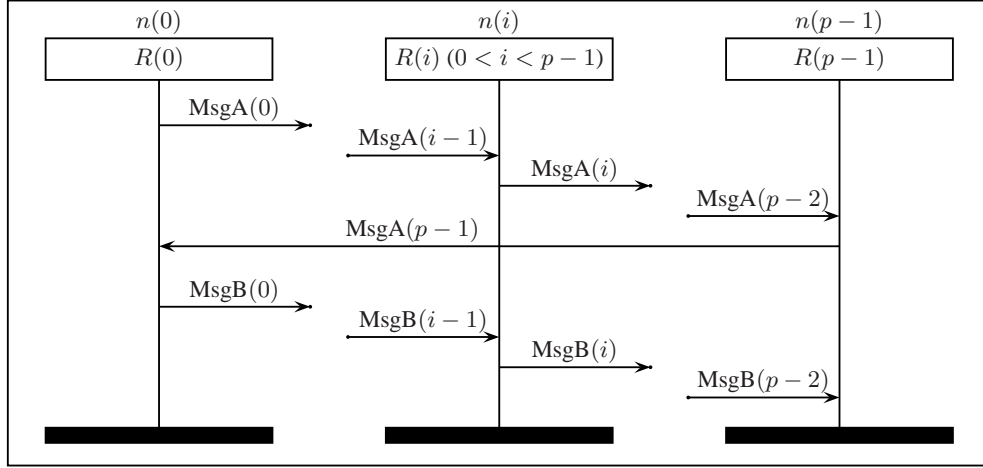 n(0) n(i) n(p − 1)
R(0) R(i) (0 < i < p − 1) R(p − 1)
MsgA(0)
MsgA(i − 1)
MsgA(i)
MsgA(p − 2)
MsgA(p − 1)
MsgB(0)
MsgB(i − 1)
MsgB(i)
MsgB(p − 2)